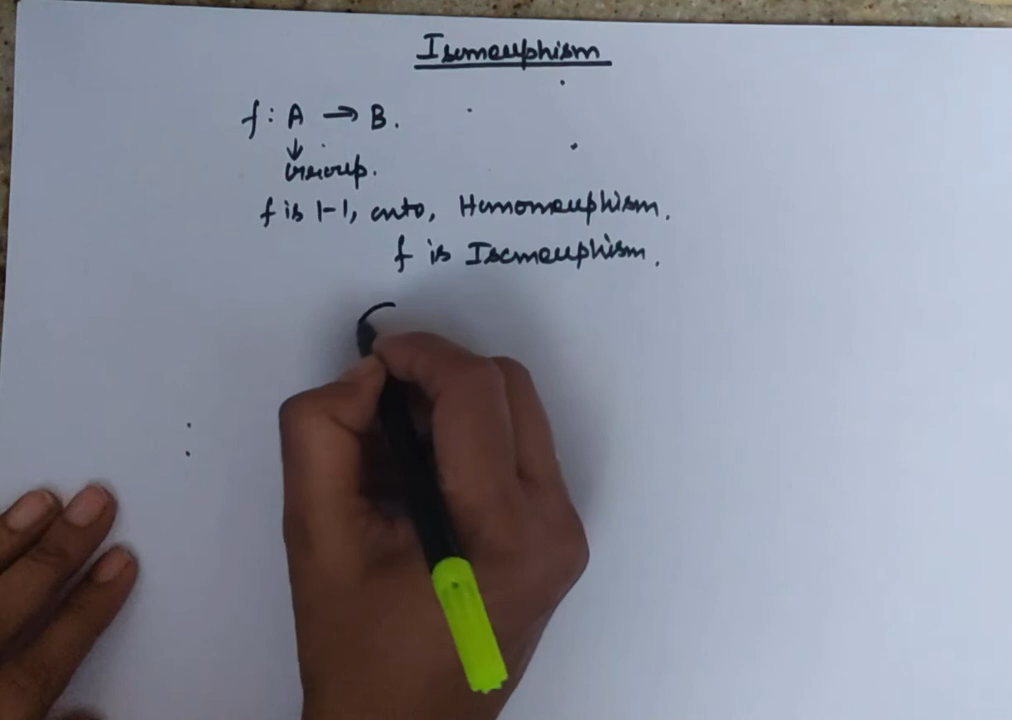 Isomorphism
f: A → B.
↓
Group.
f is 1-1, onto, Homomorphism.
f is Isomorphism.